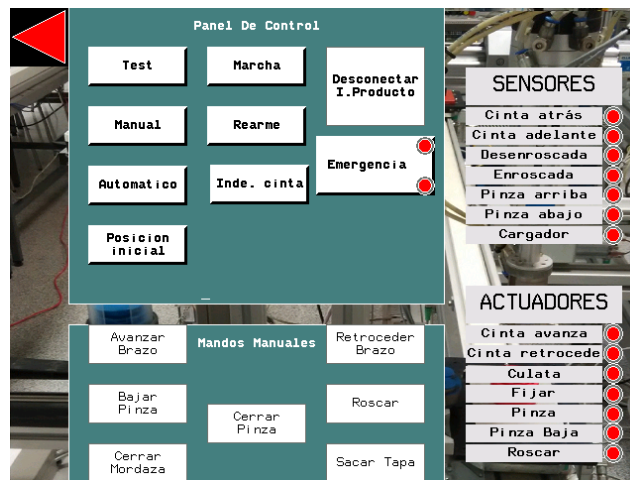 Panel De Control
Test
Marcha
Desconectar
I.Producto
Manual
Rearme
Emergencia
Automatico
Inde. cinta
Posicion
inicial
SENSORES
Cinta atrás
Cinta adelante
Desenroscada
Enroscada
Pinza arriba
Pinza abajo
Cargador
Mandos Manuales
Avanzar
Brazo
Retroceder
Brazo
Bajar
Pinza
Roscar
Cerrar
Pinza
Cerrar
Mordaza
Sacar Tapa
ACTUADORES
Cinta avanza
Cinta retrocede
Culata
Fijar
Pinza
Pinza Baja
Roscar